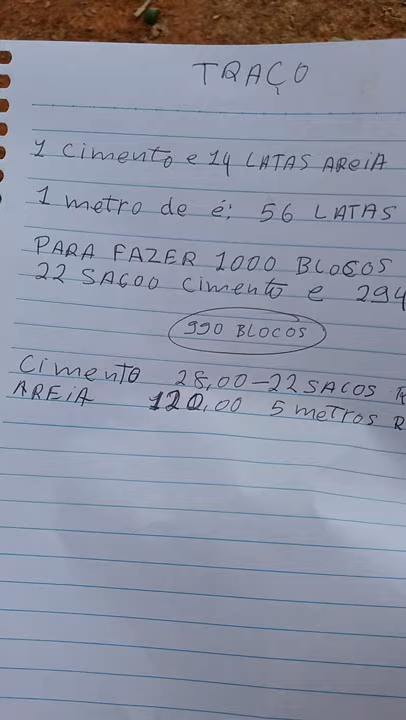 TRAÇO
1 cimento e 14 LATAS AREIA
1 metro de é: 56 LATAS
PARA FAZER 1000 BLOCOS
22 SACOO cimento e 294
990 BLOCOS
CimentO 28,00-22 SACOS
AREIA 120,00 5 metros R